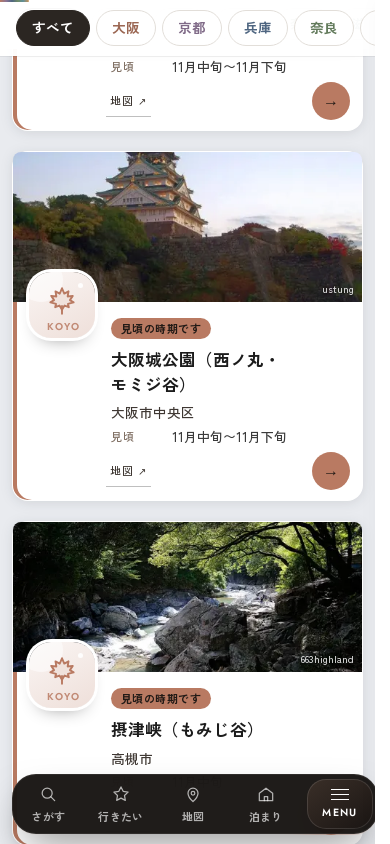 すべて
大阪
京都
兵庫
奈良
見頃
11月中旬〜11月下旬
地図 ↗
→
ustung
KOYO
見頃の時期です
大阪城公園（西ノ丸・
モミジ谷）
大阪市中央区
見頃
11月中旬〜11月下旬
地図 ↗
→
663highland
KOYO
見頃の時期です
摂津峡（もみじ谷）
高槻市
さがす
行きたい
地図
泊まり
MENU